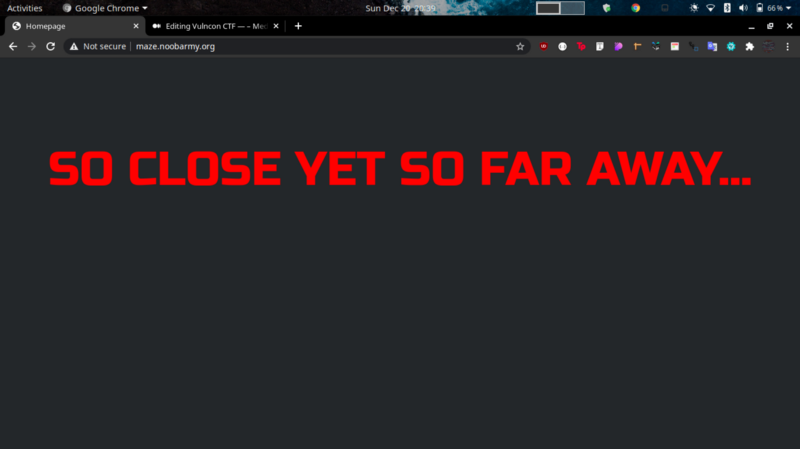 Activities Google Chrome Sun Dec 20 20:39 66%
Homepage Editing Vulncon CTF — – Med
Not secure maze.noobarmy.org
SO CLOSE YET SO FAR AWAY...